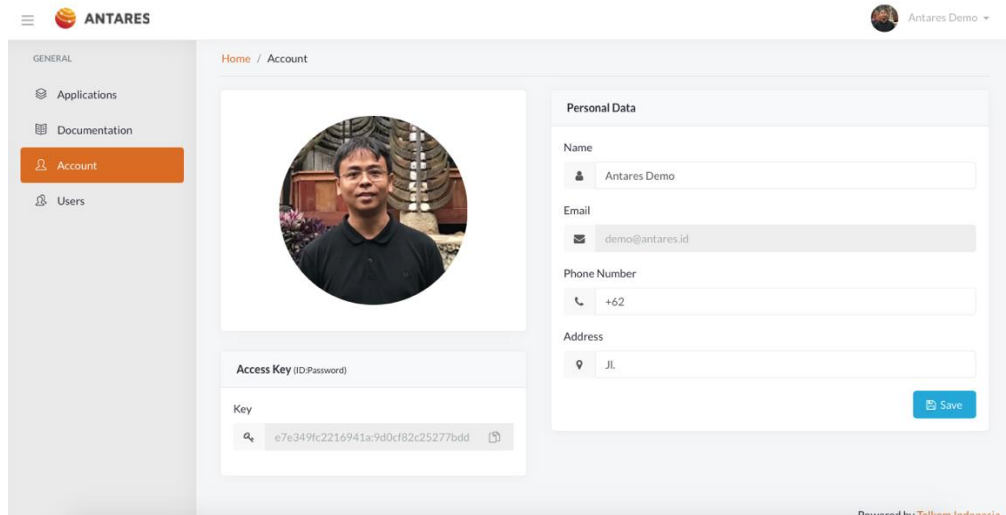 ANTARES
Antares Demo
GENERAL
Applications
Documentation
Account
Users
Home / Account
Access Key (ID:Password)
Key
e7e349fc2216941a:9d0cf82c25277bdd
Personal Data
Name
Antares Demo
Email
demo@antares.id
Phone Number
+62
Address
Jl.
Save
Powered by Telkom Indonesia